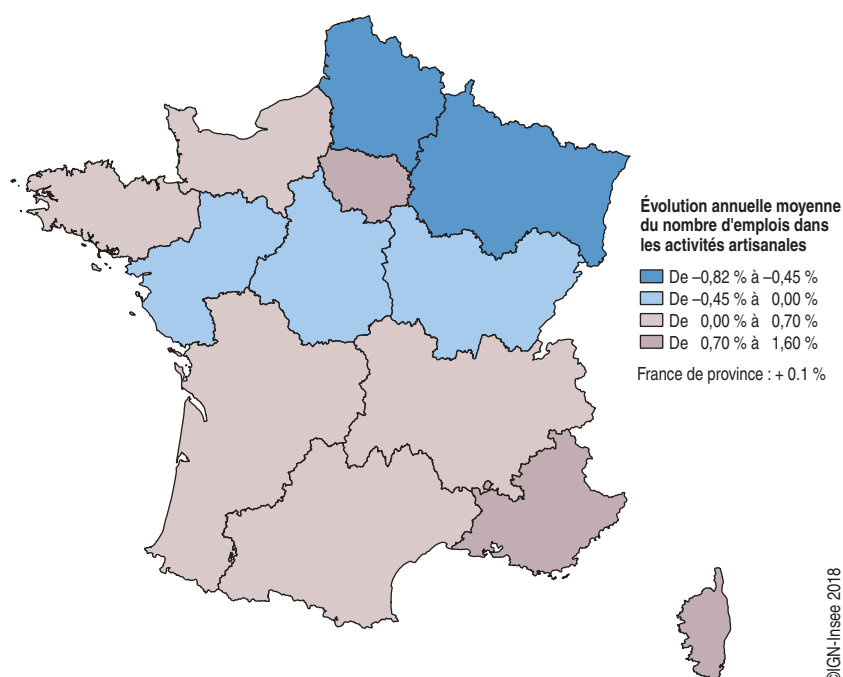 Évolution annuelle moyenne
du nombre d'emplois dans
les activités artisanales
De –0,82 % à –0,45 %
De –0,45 % à 0,00 %
De 0,00 % à 0,70 %
De 0,70 % à 1,60 %
France de province : + 0.1 %
©IGN-Insee 2018